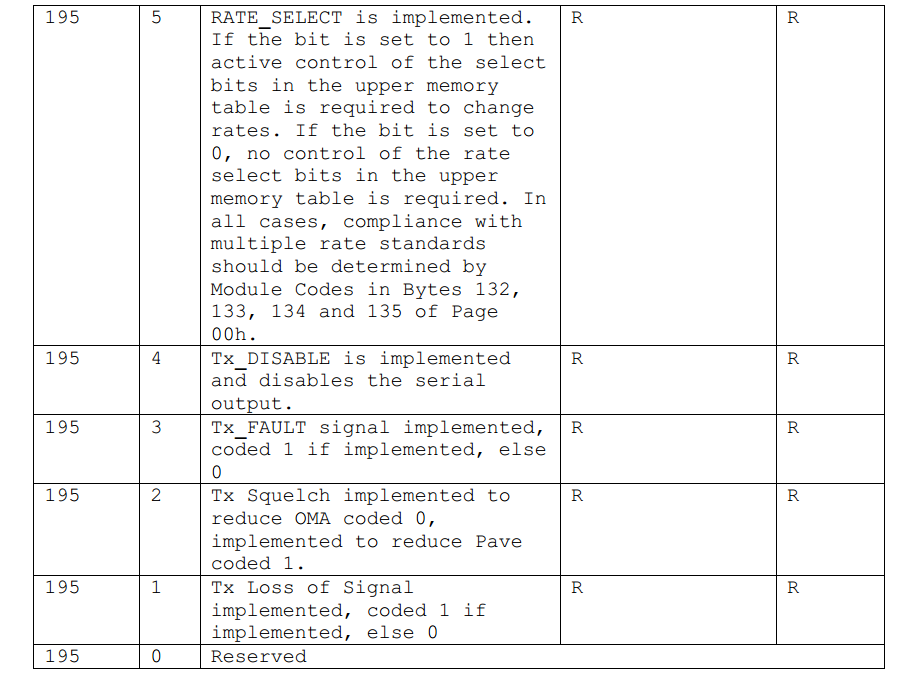 195 5 RATE_SELECT is implemented. R R
If the bit is set to 1 then
active control of the select
bits in the upper memory
table is required to change
rates. If the bit is set to
0, no control of the rate
select bits in the upper
memory table is required. In
all cases, compliance with
multiple rate standards
should be determined by
Module Codes in Bytes 132,
133, 134 and 135 of Page
00h.
195 4 Tx_DISABLE is implemented R R
and disables the serial
output.
195 3 Tx_FAULT signal implemented, R R
coded 1 if implemented, else
0
195 2 Tx Squelch implemented to R R
reduce OMA coded 0,
implemented to reduce Pave
coded 1.
195 1 Tx Loss of Signal R R
implemented, coded 1 if
implemented, else 0
195 0 Reserved